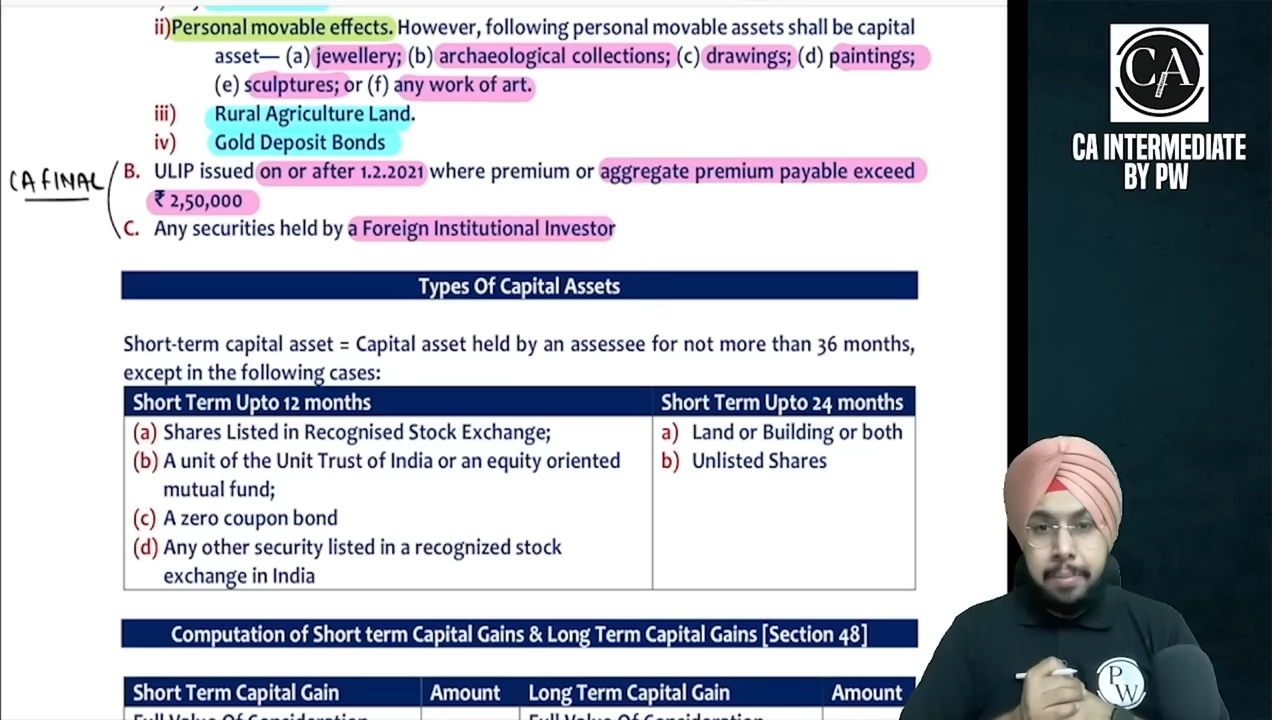 ii) Personal movable effects. However, following personal movable assets shall be capital
asset— (a) jewellery; (b) archaeological collections; (c) drawings; (d) paintings;
(e) sculptures; or (f) any work of art.
iii) Rural Agriculture Land.
iv) Gold Deposit Bonds
CA FINAL
B. ULIP issued on or after 1.2.2021 where premium or aggregate premium payable exceed
₹ 2,50,000
C. Any securities held by a Foreign Institutional Investor
Types Of Capital Assets
Short-term capital asset = Capital asset held by an assessee for not more than 36 months,
except in the following cases:
Short Term Upto 12 months
(a) Shares Listed in Recognised Stock Exchange;
(b) A unit of the Unit Trust of India or an equity oriented
mutual fund;
(c) A zero coupon bond
(d) Any other security listed in a recognized stock
exchange in India
Short Term Upto 24 months
a) Land or Building or both
b) Unlisted Shares
Computation of Short term Capital Gains & Long Term Capital Gains [Section 48]
Short Term Capital Gain Amount Long Term Capital Gain Amount
Full Value Of Consideration Full Value Of Consideration
CA
CA INTERMEDIATE
BY PW
P
W